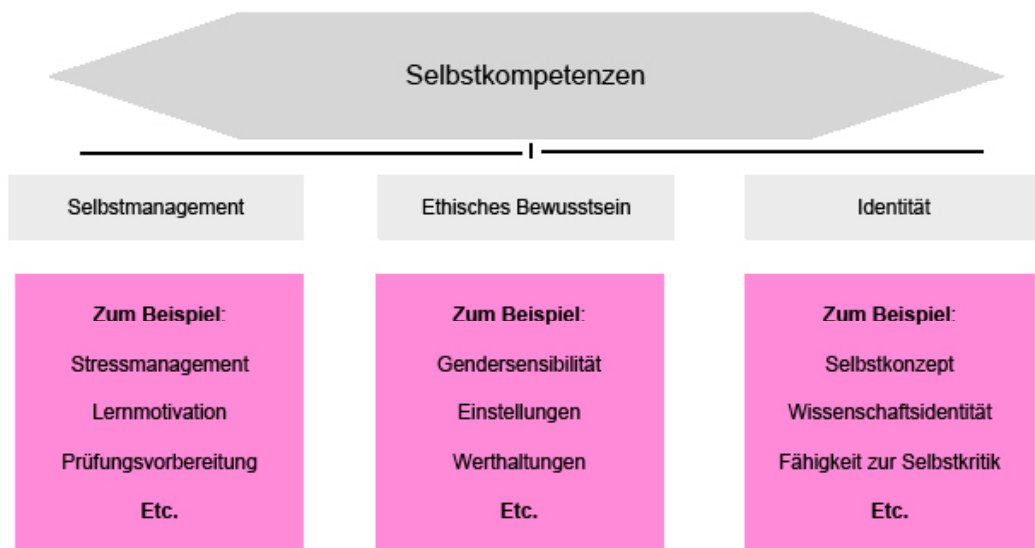 Selbstkompetenzen
Selbstmanagement
Ethisches Bewusstsein
Identität
Zum Beispiel:
Stressmanagement
Lernmotivation
Prüfungsvorbereitung
Etc.
Zum Beispiel:
Gendersensibilität
Einstellungen
Werthaltungen
Etc.
Zum Beispiel:
Selbstkonzept
Wissenschaftsidentität
Fähigkeit zur Selbstkritik
Etc.